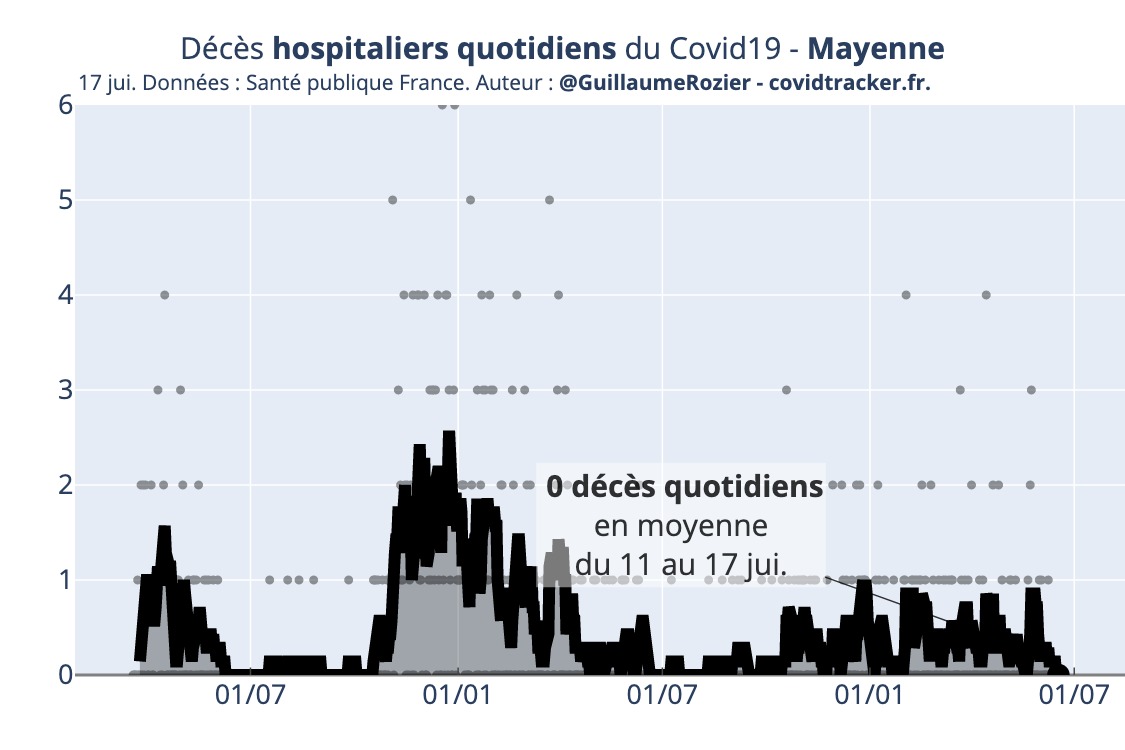 Décès hospitaliers quotidiens du Covid19 - Mayenne
17 jui. Données : Santé publique France. Auteur : @GuillaumeRozier - covidtracker.fr.
6
5
4
3
2
1
0
0 décès quotidiens
en moyenne
du 11 au 17 jui.
01/07 01/01 01/07 01/01 01/07